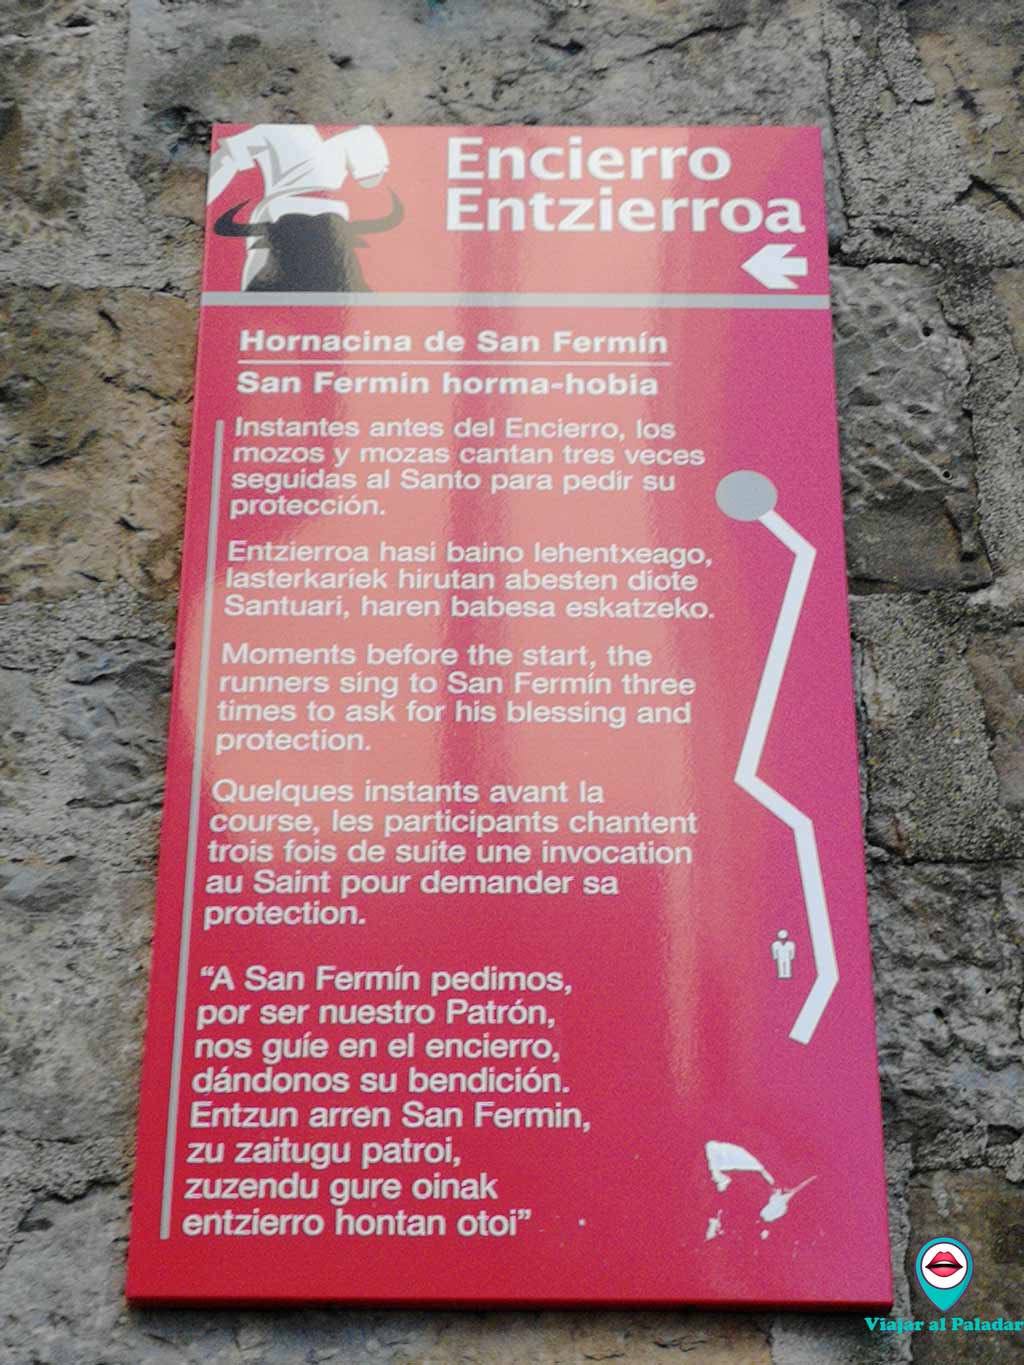 Encierro
Entzierroa
Hornacina de San Fermín
San Fermin horma-hobia
Instantes antes del Encierro, los
mozos y mozas cantan tres veces
seguidas al Santo para pedir su
protección.
Entzierroa hasi baino lehentxeago,
lasterkariek hirutan abesten diote
Santuari, haren babesa eskatzeko.
Moments before the start, the
runners sing to San Fermín three
times to ask for his blessing and
protection.
Quelques instants avant la
course, les participants chantent
trois fois de suite une invocation
au Saint pour demander sa
protection.
“A San Fermín pedimos,
por ser nuestro Patrón,
nos guíe en el encierro,
dándonos su bendición.
Entzun arren San Fermin,
zu zaitugu patroi,
zuzendu gure oinak
entzierro hontan otoi”
Viajar al Paladar